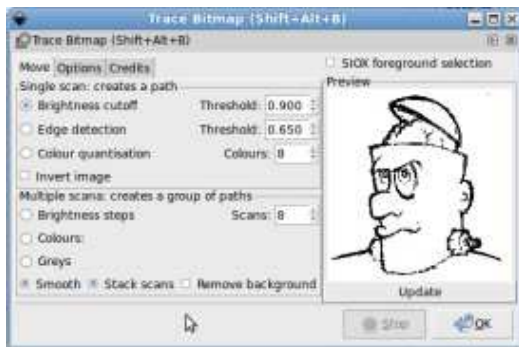 Trace Bitmap (Shift+Alt+B)
Trace Bitmap (Shift+Alt+B)
Move Options Credits
SIOX foreground selection
Single scan: creates a path
Preview
Brightness cutoff Threshold: 0.900
Edge detection Threshold: 0.650
Colour quantisation Colours: 8
Invert image
Multiple scans: creates a group of paths
Brightness steps Scans: 8
Colours:
Greys
Smooth Stack scans Remove background
Update
Stop OK